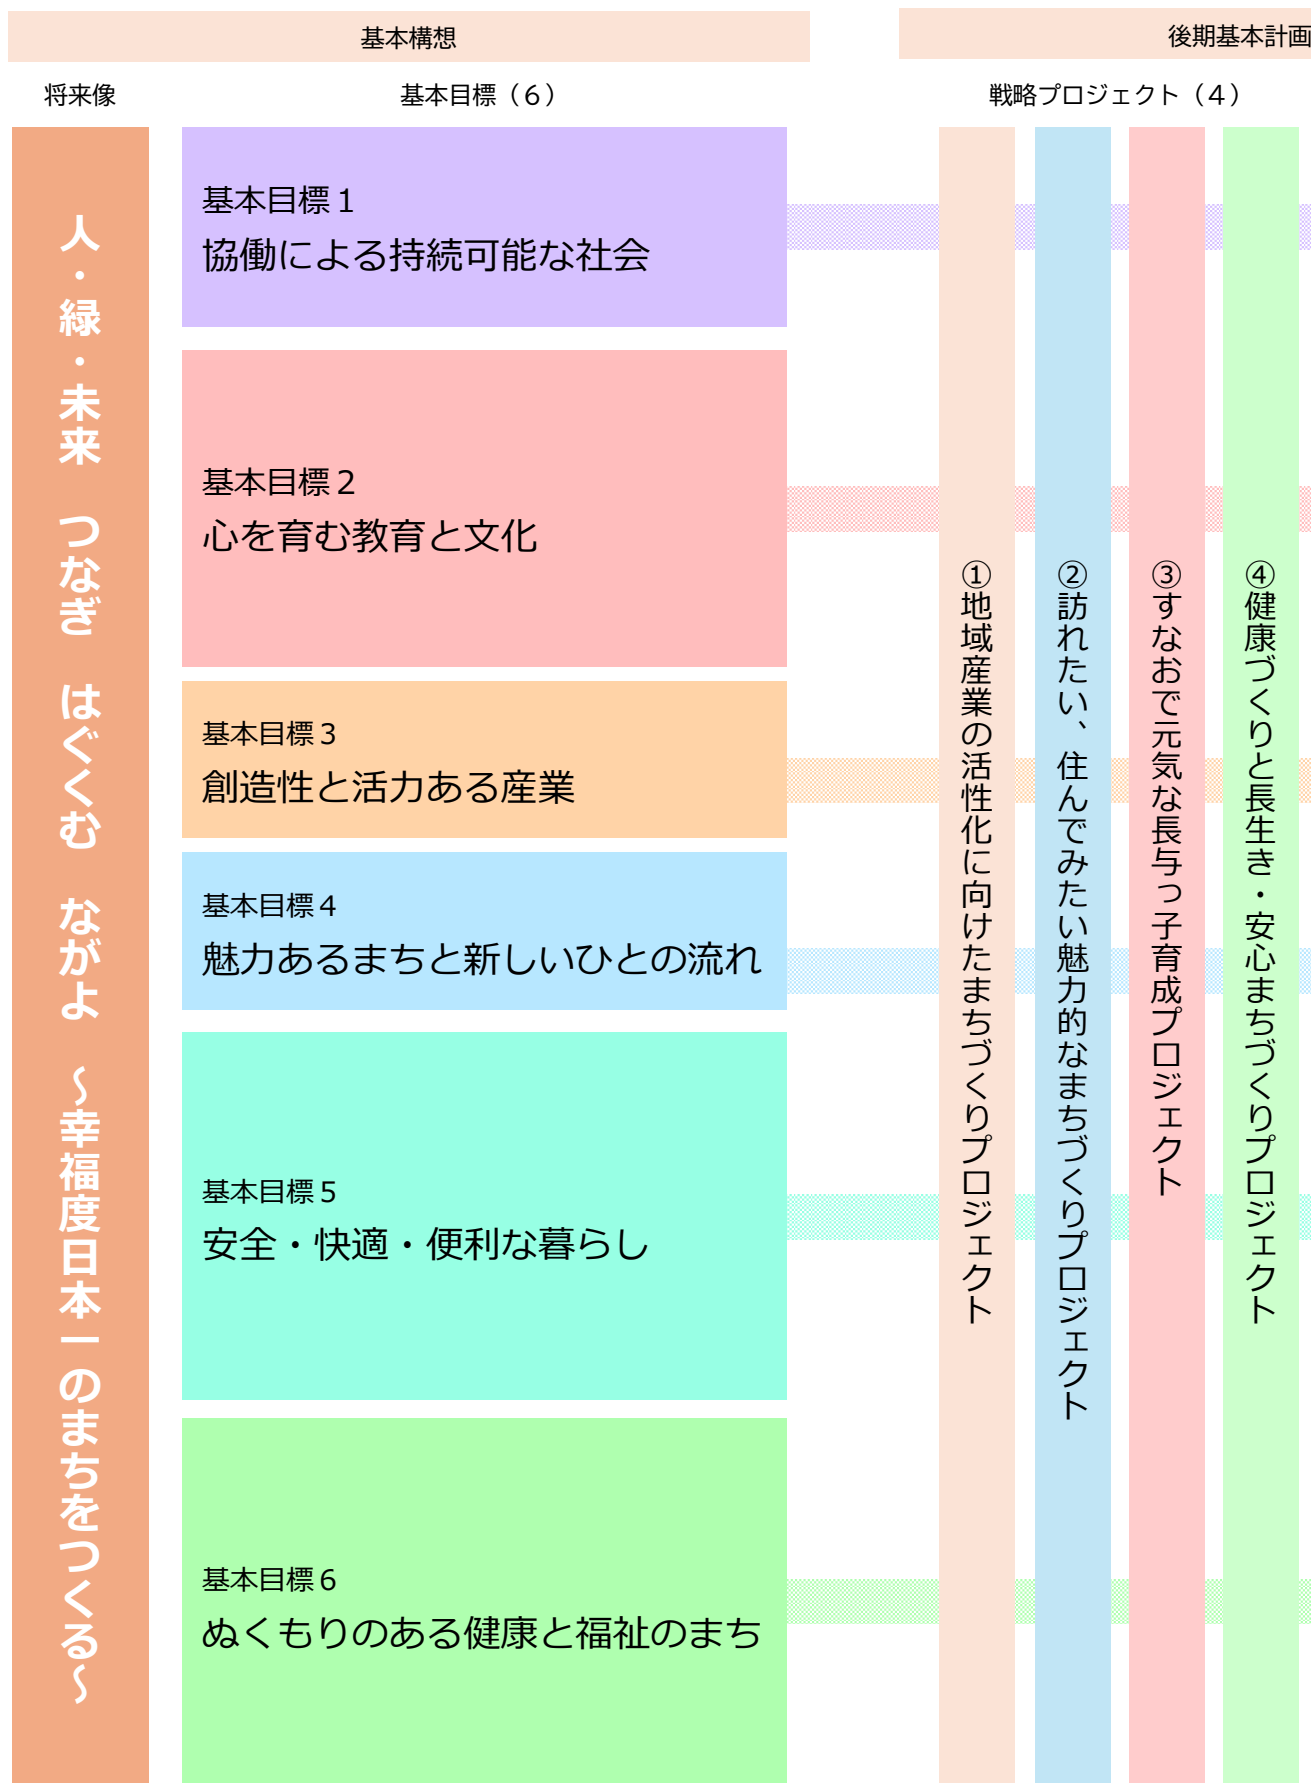 基本構想
後期基本計画
将来像
基本目標（６）
戦略プロジェクト（４）
人・緑・未来　つなぎ　はぐくむ　ながよ　～幸福度日本一のまちをつくる～
基本目標１
協働による持続可能な社会
基本目標２
心を育む教育と文化
基本目標３
創造性と活力ある産業
基本目標４
魅力あるまちと新しいひとの流れ
基本目標５
安全・快適・便利な暮らし
基本目標６
ぬくもりのある健康と福祉のまち
①地域産業の活性化に向けたまちづくりプロジェクト
②訪れたい、住んでみたい魅力的なまちづくりプロジェクト
③すなおで元気な長与っ子育成プロジェクト
④健康づくりと長生き・安心まちづくりプロジェクト